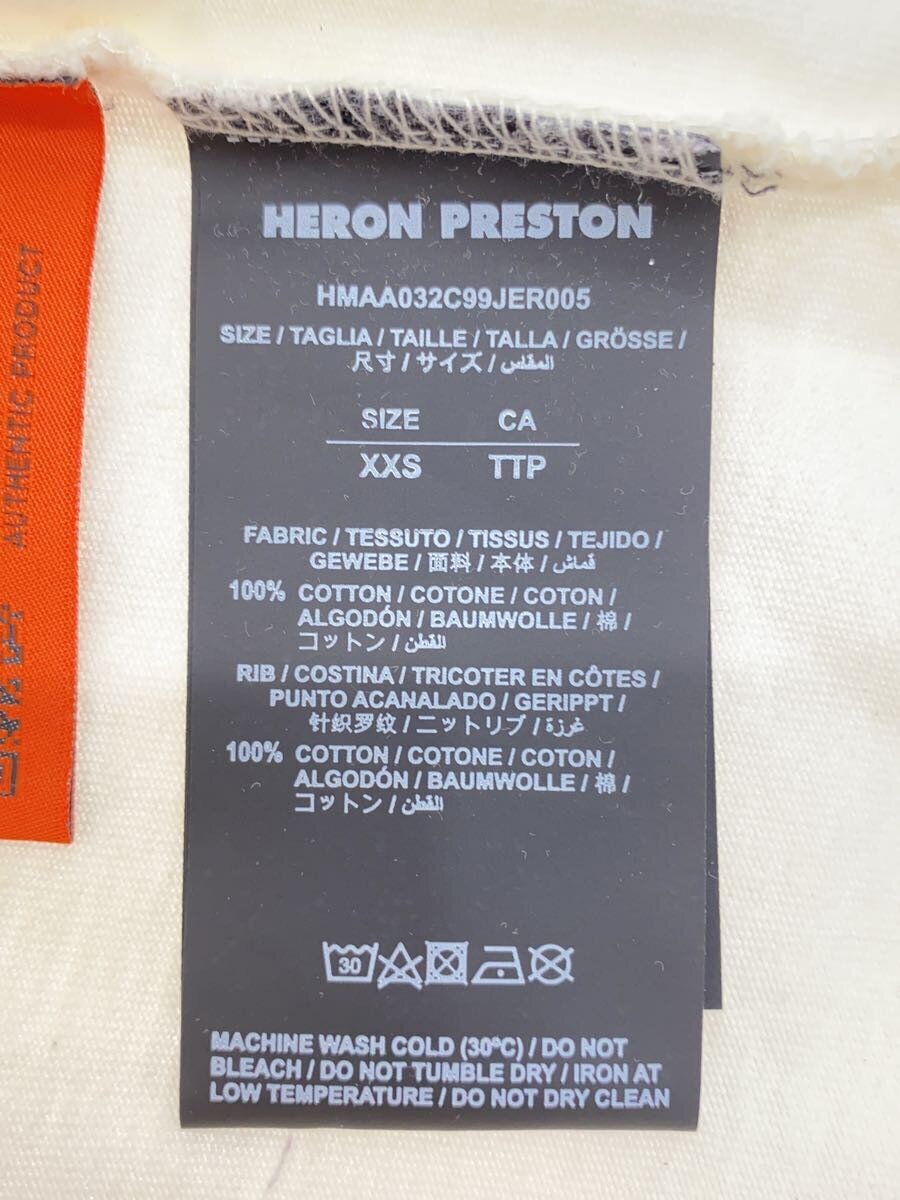 HERON PRESTON
HMAA032C99JER005
SIZE / TAGLIA / TAILLE / TALLA / GRÖSSE /
尺寸 / サイズ / المقاس
SIZE CA
XXS TTP
FABRIC / TESSUTO / TISSUS / TEJIDO /
GEWEBE / 面料 / 本体 / قماش
100% COTTON / COTONE / COTON /
ALGODÓN / BAUMWOLLE / 棉 /
コットン / القطن
RIB / COSTINA / TRICOTER EN CÔTES /
PUNTO ACANALADO / GERIPPT /
针织罗纹 / ニットリブ / غرزة
100% COTTON / COTONE / COTON /
ALGODÓN / BAUMWOLLE / 棉 /
コットン / القطن
30
MACHINE WASH COLD (30ºC) / DO NOT
BLEACH / DO NOT TUMBLE DRY / IRON AT
LOW TEMPERATURE / DO NOT DRY CLEAN
AUTHENTIC PRODUCT